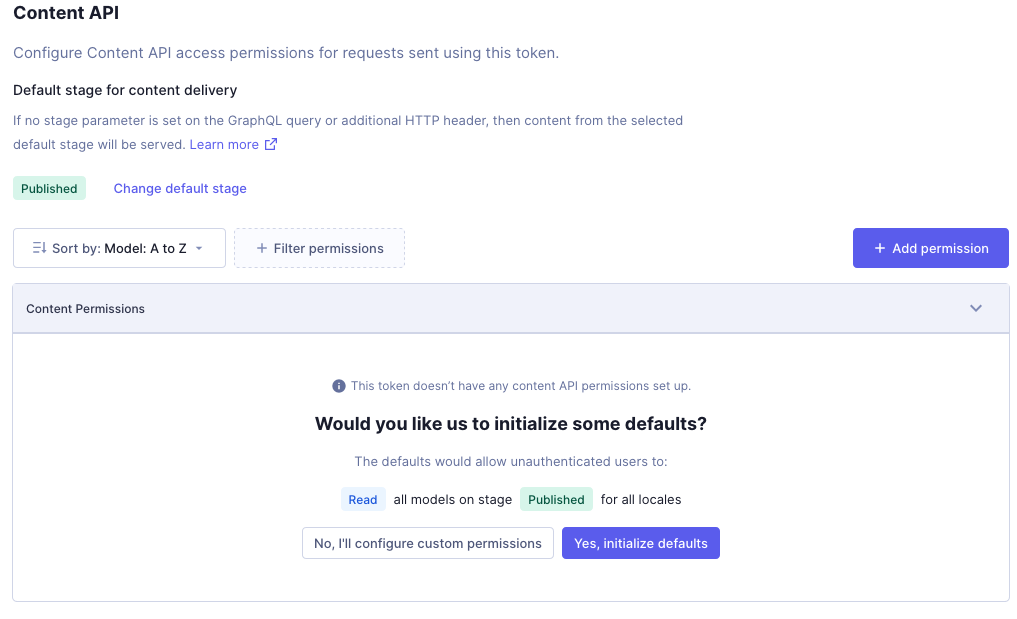 Content API
Configure Content API access permissions for requests sent using this token.
Default stage for content delivery
If no stage parameter is set on the GraphQL query or additional HTTP header, then content from the selected
default stage will be served. Learn more
Published Change default stage
Sort by: Model: A to Z + Filter permissions + Add permission
Content Permissions
This token doesn’t have any content API permissions set up.
Would you like us to initialize some defaults?
The defaults would allow unauthenticated users to:
Read all models on stage Published for all locales
No, I'll configure custom permissions Yes, initialize defaults